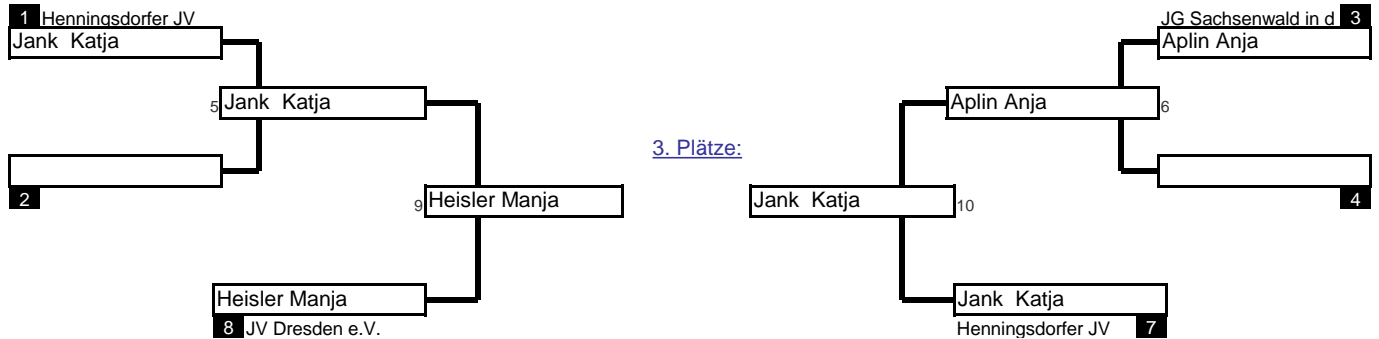 1 Henningsdorfer JV
JG Sachsenwald in d 3
Jank  Katja
Aplin Anja
5 Jank  Katja
Aplin Anja 6
3. Plätze:
2
4
9 Heisler Manja
Jank  Katja 10
Heisler Manja
Jank  Katja
8 JV Dresden e.V.
Henningsdorfer JV 7